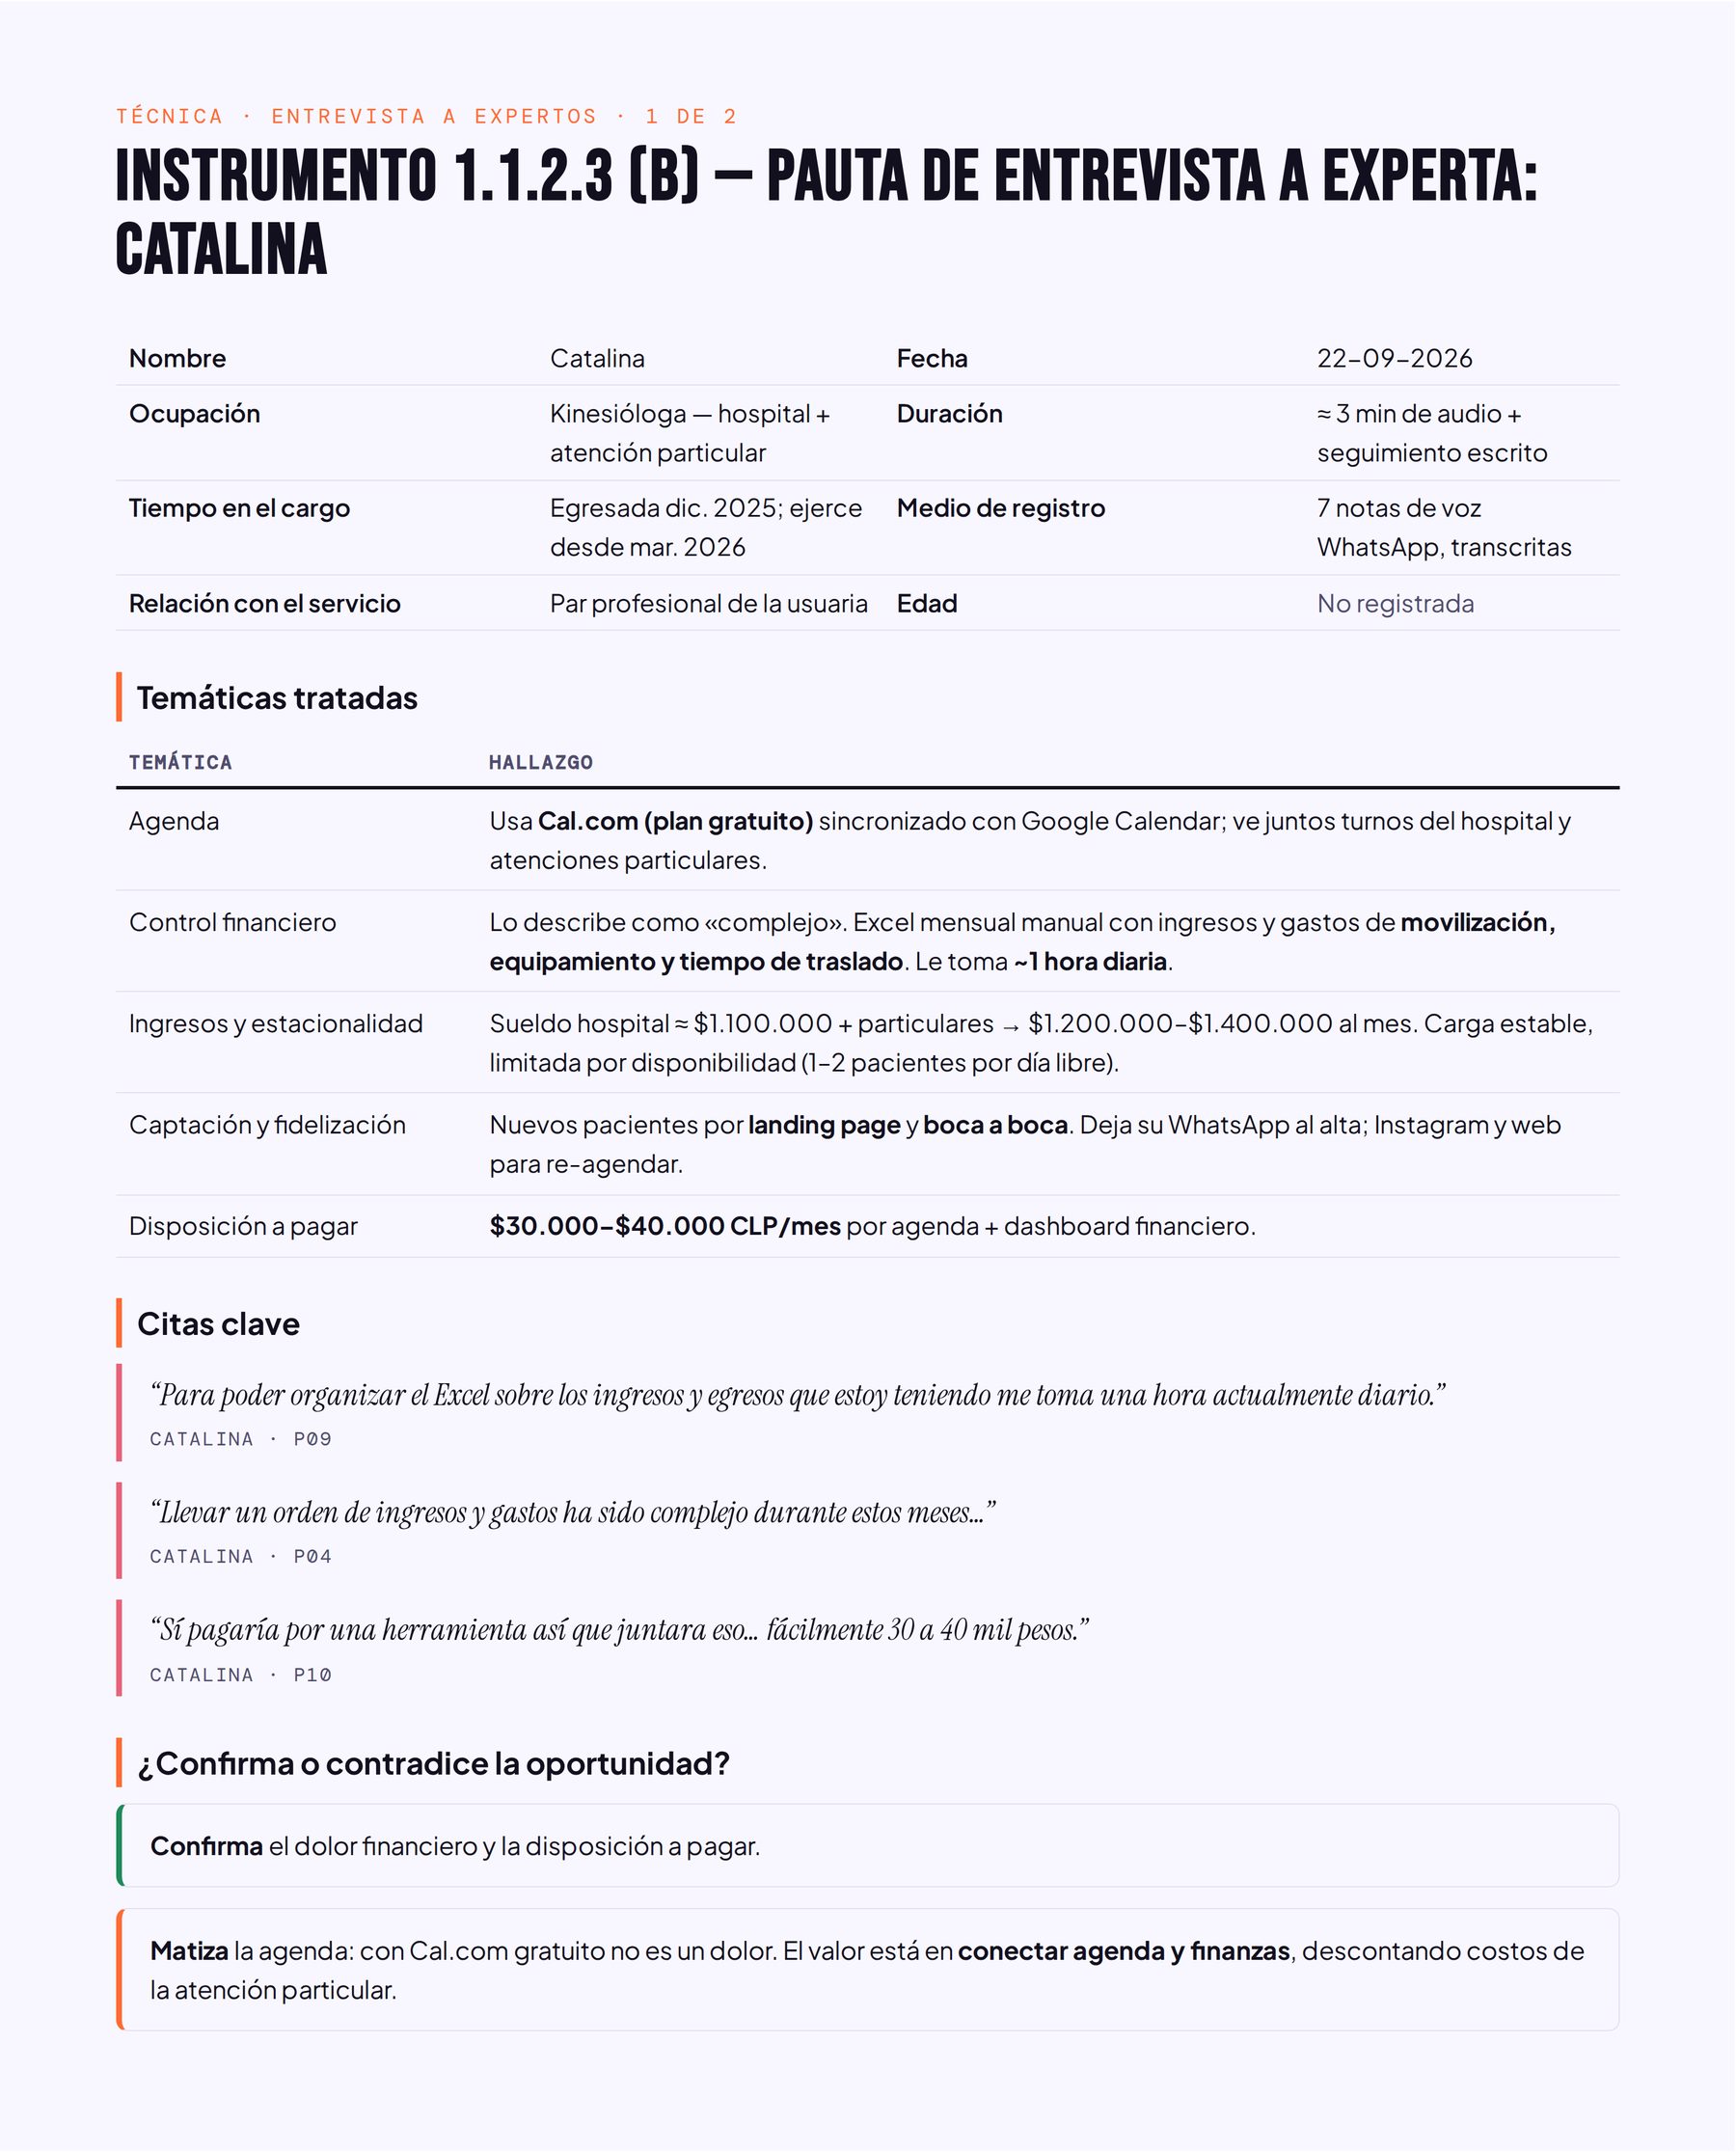 TÉCNICA · ENTREVISTA A EXPERTOS · 1 DE 2
INSTRUMENTO 1.1.2.3 (B) — PAUTA DE ENTREVISTA A EXPERTA:
CATALINA
Nombre Catalina Fecha 22-09-2026
Ocupación Kinesióloga — hospital + atención particular Duración ≈ 3 min de audio + seguimiento escrito
Tiempo en el cargo Egresada dic. 2025; ejerce desde mar. 2026 Medio de registro 7 notas de voz WhatsApp, transcritas
Relación con el servicio Par profesional de la usuaria Edad No registrada
Temáticas tratadas
TEMÁTICA HALLAZGO
Agenda Usa Cal.com (plan gratuito) sincronizado con Google Calendar; ve juntos turnos del hospital y
atenciones particulares.
Control financiero Lo describe como «complejo». Excel mensual manual con ingresos y gastos de movilización,
equipamiento y tiempo de traslado. Le toma ~1 hora diaria.
Ingresos y estacionalidad Sueldo hospital ≈ $1.100.000 + particulares → $1.200.000–$1.400.000 al mes. Carga estable,
limitada por disponibilidad (1–2 pacientes por día libre).
Captación y fidelización Nuevos pacientes por landing page y boca a boca. Deja su WhatsApp al alta; Instagram y web
para re-agendar.
Disposición a pagar $30.000–$40.000 CLP/mes por agenda + dashboard financiero.
Citas clave
“Para poder organizar el Excel sobre los ingresos y egresos que estoy teniendo me toma una hora actualmente diario.”
CATALINA · P09
“Llevar un orden de ingresos y gastos ha sido complejo durante estos meses…”
CATALINA · P04
“Sí pagaría por una herramienta así que juntara eso… fácilmente 30 a 40 mil pesos.”
CATALINA · P10
¿Confirma o contradice la oportunidad?
Confirma el dolor financiero y la disposición a pagar.
Matiza la agenda: con Cal.com gratuito no es un dolor. El valor está en conectar agenda y finanzas, descontando costos de
la atención particular.